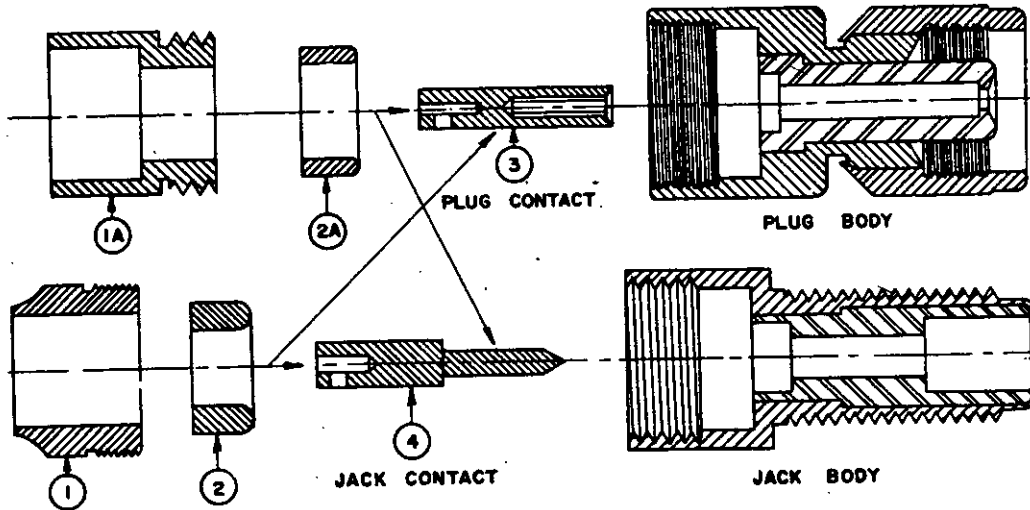 1A
2A
3
PLUG CONTACT
PLUG BODY
1
2
4
JACK CONTACT
JACK BODY